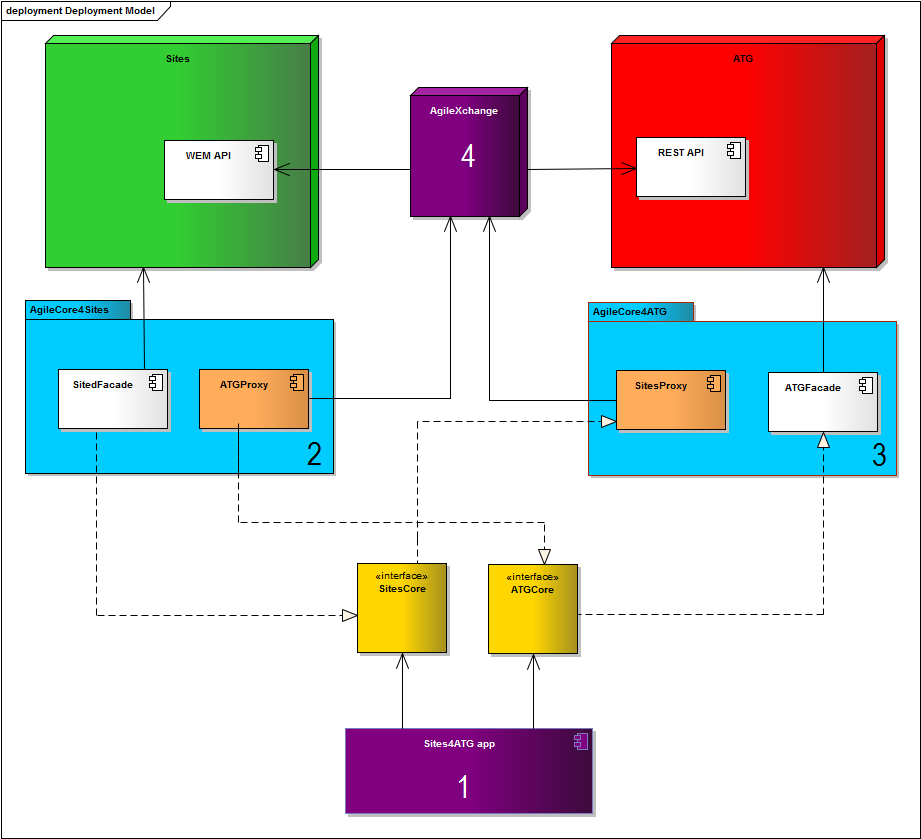 deployment Deployment Model
Sites
ATG
AgileXchange
4
WEM API
REST API
AgileCore4Sites
AgileCore4ATG
SitedFacade
ATGProxy
SitesProxy
ATGFacade
2
3
«interface»
SitesCore
«interface»
ATGCore
Sites4ATG app
1